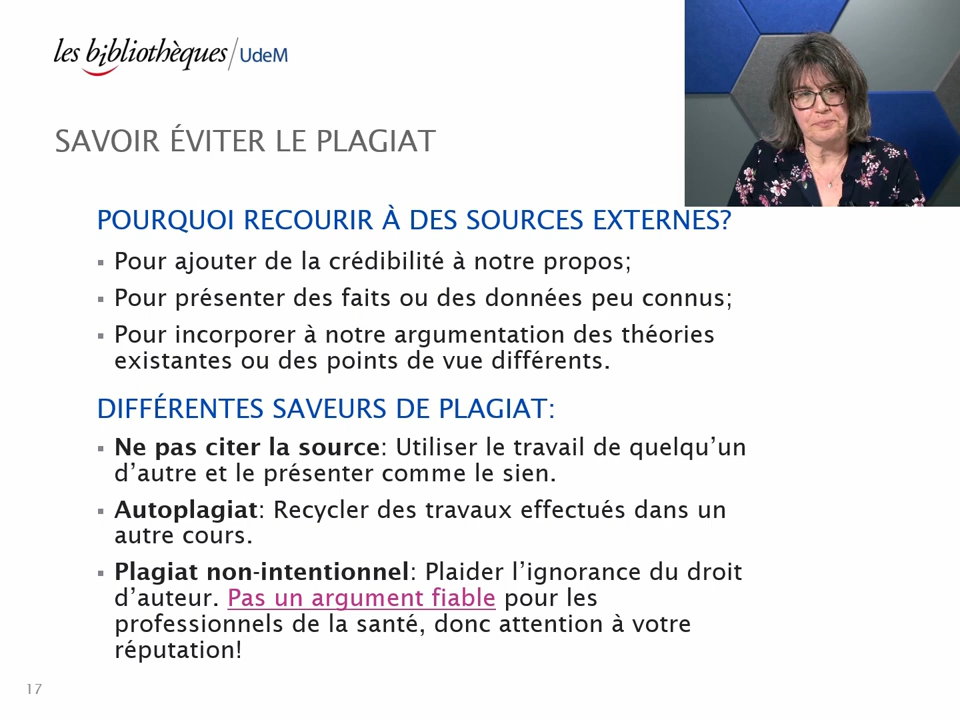 les bibliothèques/UdeM
SAVOIR ÉVITER LE PLAGIAT
POURQUOI RECOURIR À DES SOURCES EXTERNES?
▪ Pour ajouter de la crédibilité à notre propos;
▪ Pour présenter des faits ou des données peu connus;
▪ Pour incorporer à notre argumentation des théories
existantes ou des points de vue différents.
DIFFÉRENTES SAVEURS DE PLAGIAT:
▪ Ne pas citer la source: Utiliser le travail de quelqu’un
d’autre et le présenter comme le sien.
▪ Autoplagiat: Recycler des travaux effectués dans un
autre cours.
▪ Plagiat non-intentionnel: Plaider l’ignorance du droit
d’auteur. Pas un argument fiable pour les
professionnels de la santé, donc attention à votre
réputation!
17